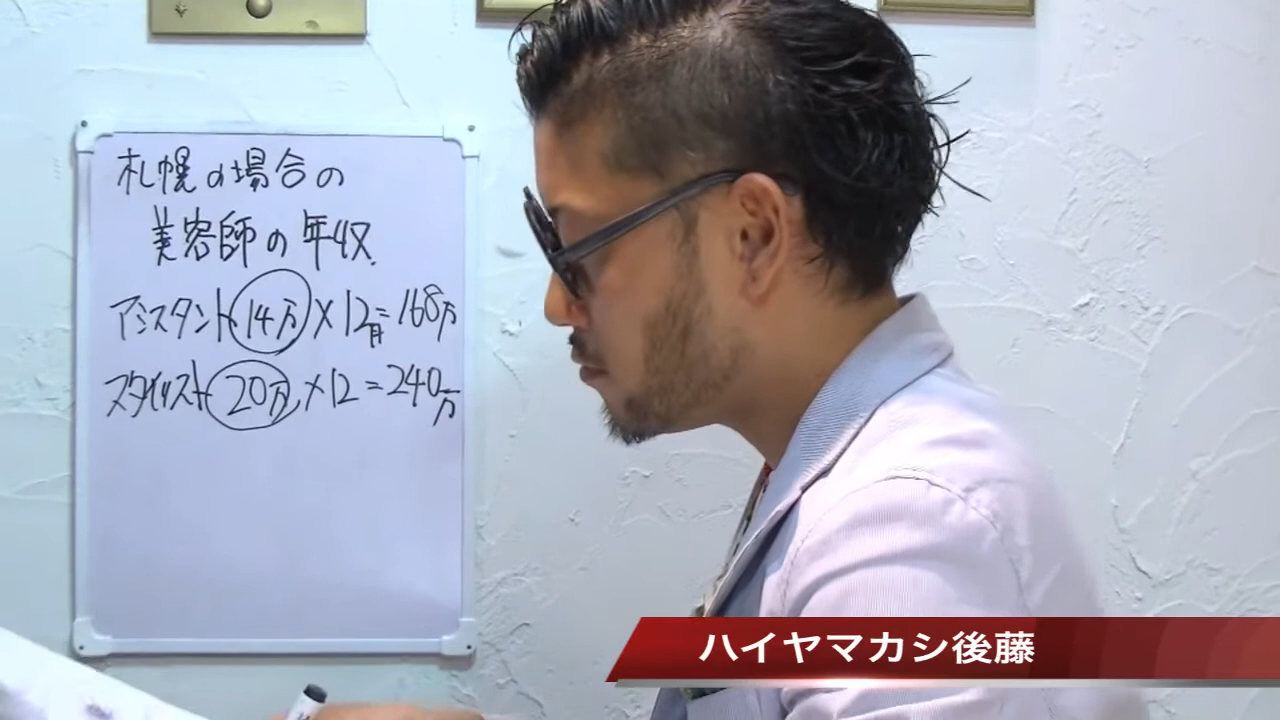 札幌の場合の
美容師の年収
アシスタント 14万 × 12月 = 168万
スタイリスト 20万 × 12 = 240万
ハイヤマカシ後藤